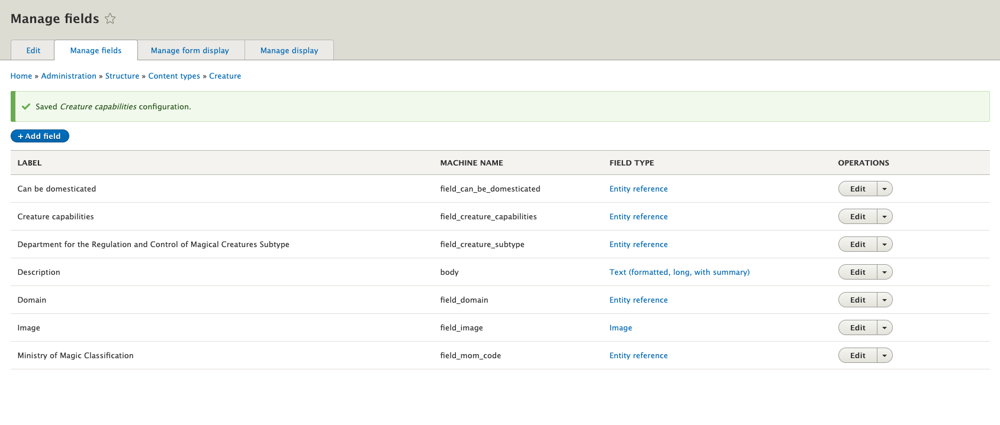 Manage fields
Edit Manage fields Manage form display Manage display
Home » Administration » Structure » Content types » Creature
Saved Creature capabilities configuration.
+ Add field
LABEL MACHINE NAME FIELD TYPE OPERATIONS
Can be domesticated field_can_be_domesticated Entity reference Edit
Creature capabilities field_creature_capabilities Entity reference Edit
Department for the Regulation and Control of Magical Creatures Subtype field_creature_subtype Entity reference Edit
Description body Text (formatted, long, with summary) Edit
Domain field_domain Entity reference Edit
Image field_image Image Edit
Ministry of Magic Classification field_mom_code Entity reference Edit